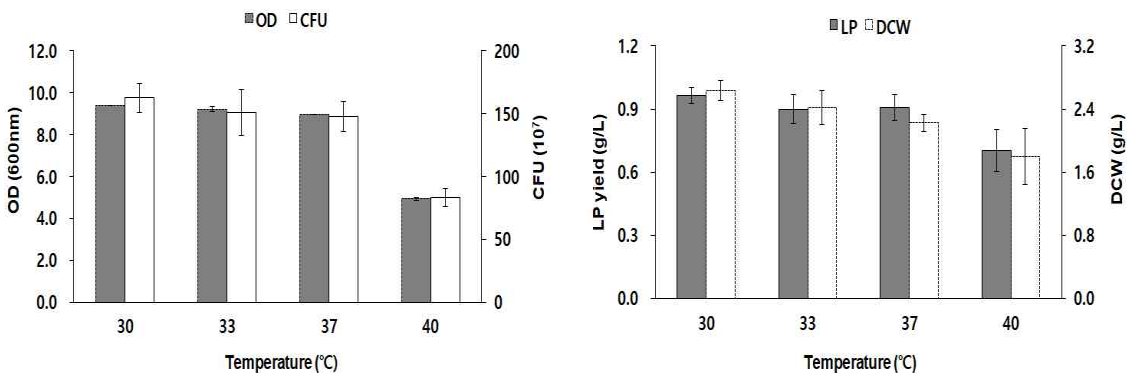 OD CFU
12.0
10.0
8.0
6.0
4.0
2.0
0.0
OD (600nm)
200
150
100
50
0
CFU (10⁷)
30 33 37 40
Temperature (°C)
LP DCW
1.2
0.9
0.6
0.3
0.0
LP yield (g/L)
3.2
2.4
1.6
0.8
0.0
DCW (g/L)
30 33 37 40
Temperature (°C)